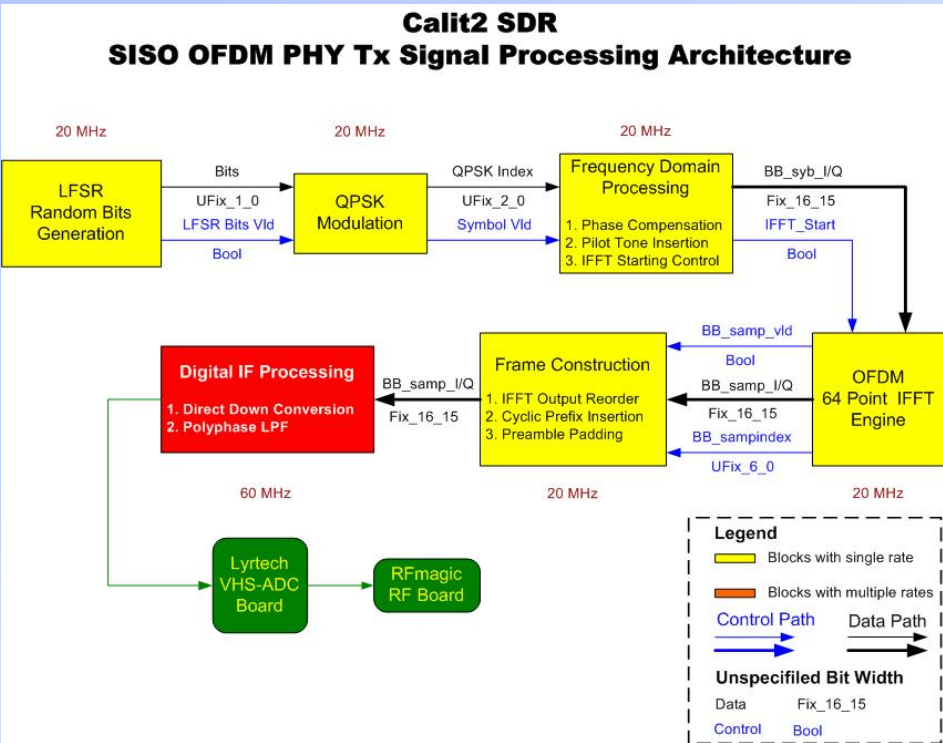 Calit2 SDR
SISO OFDM PHY Tx Signal Processing Architecture
20 MHz
20 MHz
20 MHz
LFSR
Random Bits
Generation
Bits
UFix_1_0
LFSR Bits Vld
Bool
QPSK
Modulation
QPSK Index
UFix_2_0
Symbol Vld
Frequency Domain
Processing
1. Phase Compensation
2. Pilot Tone Insertion
3. IFFT Starting Control
BB_syb_I/Q
Fix_16_15
IFFT_Start
Bool
Digital IF Processing
1. Direct Down Conversion
2. Polyphase LPF
BB_samp_I/Q
Fix_16_15
Frame Construction
1. IFFT Output Reorder
2. Cyclic Prefix Insertion
3. Preamble Padding
BB_samp_vld
Bool
BB_samp_I/Q
Fix_16_15
BB_sampindex
UFix_6_0
OFDM
64 Point IFFT
Engine
60 MHz
20 MHz
20 MHz
Lyrtech
VHS-ADC
Board
RFmagic
RF Board
Legend
Blocks with single rate
Blocks with multiple rates
Control Path
Data Path
Unspecifiled Bit Width
Data Fix_16_15
Control Bool